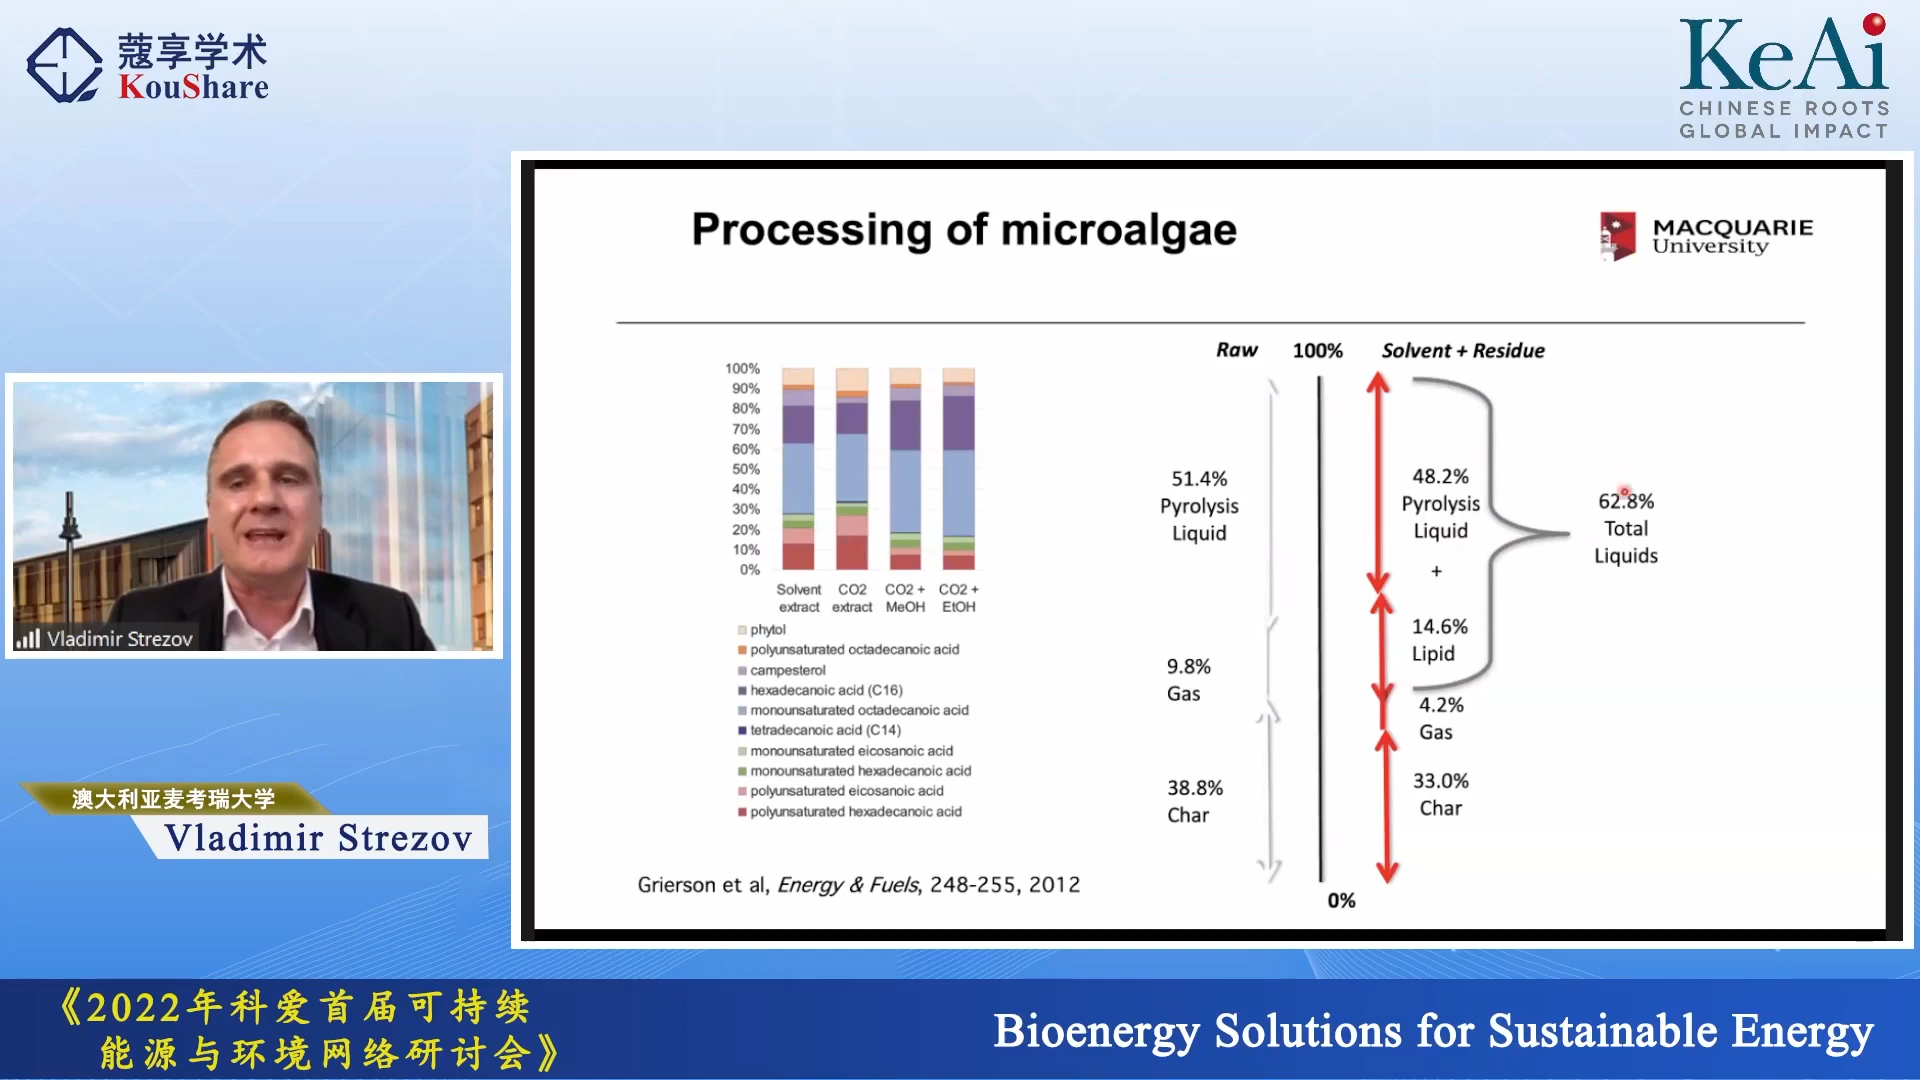 蔻享学术
KouShare
KeAi
CHINESE ROOTS
GLOBAL IMPACT
Processing of microalgae
MACQUARIE
University
100%
90%
80%
70%
60%
50%
40%
30%
20%
10%
0%
Solvent extract
CO2 extract
CO2 + MeOH
CO2 + EtOH
phytol
polyunsaturated octadecanoic acid
campesterol
hexadecanoic acid (C16)
monounsaturated octadecanoic acid
tetradecanoic acid (C14)
monounsaturated eicosanoic acid
monounsaturated hexadecanoic acid
polyunsaturated eicosanoic acid
polyunsaturated hexadecanoic acid
Grierson et al, Energy & Fuels, 248-255, 2012
Raw
100%
Solvent + Residue
51.4%
Pyrolysis
Liquid
9.8%
Gas
38.8%
Char
48.2%
Pyrolysis
Liquid
+
14.6%
Lipid
4.2%
Gas
33.0%
Char
0%
62.8%
Total
Liquids
Vladimir Strezov
澳大利亚麦考瑞大学
Vladimir Strezov
《2022年科爱首届可持续
能源与环境网络研讨会》
Bioenergy Solutions for Sustainable Energy